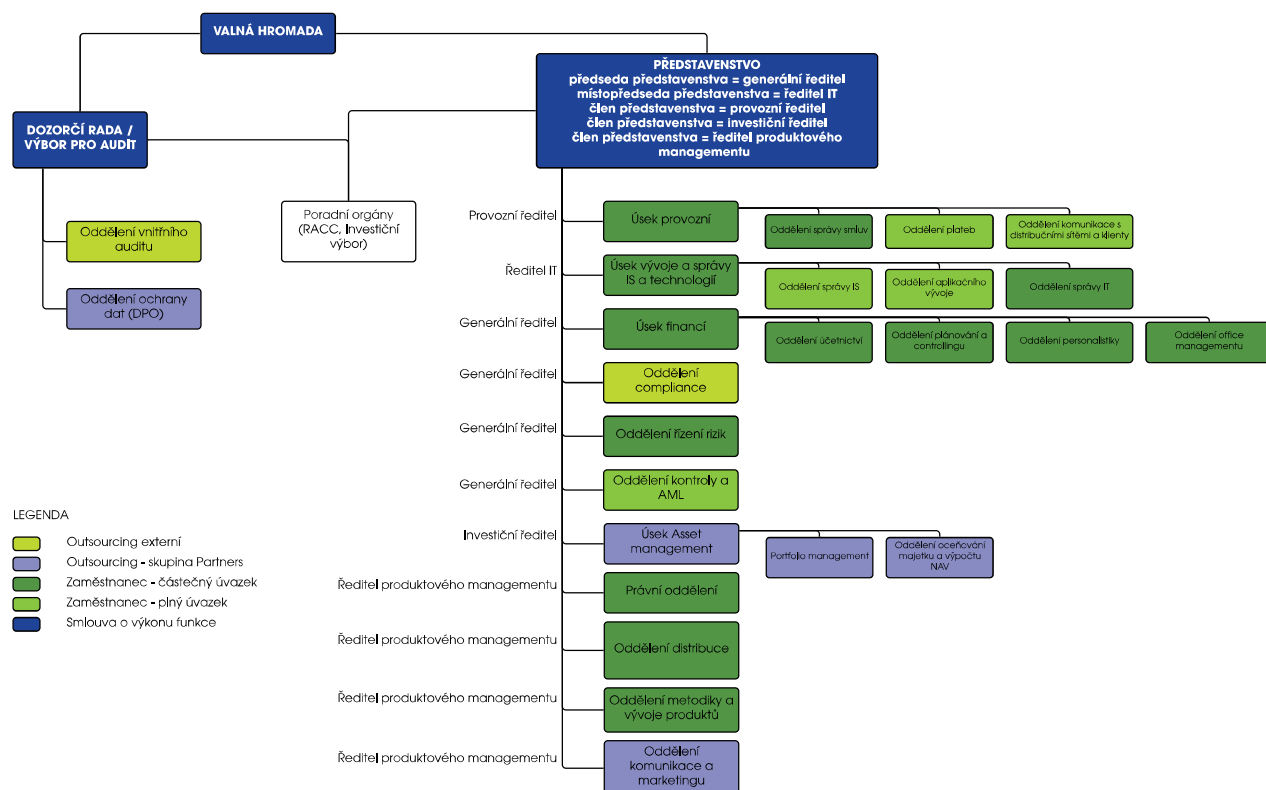 VALNÁ HROMADA
PŘEDSTAVENSTVO
předseda představenstva = generální ředitel
místopředseda představenstva = ředitel IT
člen představenstva = provozní ředitel
člen představenstva = investiční ředitel
člen představenstva = ředitel produktového
managementu
DOZORČÍ RADA /
VÝBOR PRO AUDIT
Oddělení vnitřního
auditu
Oddělení ochrany
dat (DPO)
Poradní orgány
(RACC, Investiční
výbor)
Provozní ředitel
Úsek provozní
Oddělení správy smluv
Oddělení plateb
Oddělení komunikace s
distribučními sítěmi a klienty
Ředitel IT
Úsek vývoje a správy
IS a technologií
Oddělení správy IS
Oddělení aplikačního
vývoje
Oddělení správy IT
Generální ředitel
Úsek financí
Oddělení účetnictví
Oddělení plánování a
controllingu
Oddělení personalistiky
Oddělení office
managementu
Generální ředitel
Oddělení
compliance
Generální ředitel
Oddělení řízení rizik
Generální ředitel
Oddělení kontroly a
AML
Investiční ředitel
Úsek Asset
management
Portfolio management
Oddělení oceňování
majetku a výpočtu
NAV
Ředitel produktového managementu
Právní oddělení
Ředitel produktového managementu
Oddělení distribuce
Ředitel produktového managementu
Oddělení metodiky a
vývoje produktů
Ředitel produktového managementu
Oddělení
komunikace a
marketingu
LEGENDA
Outsourcing externí
Outsourcing - skupina Partners
Zaměstnanec - částečný úvazek
Zaměstnanec - plný úvazek
Smlouva o výkonu funkce